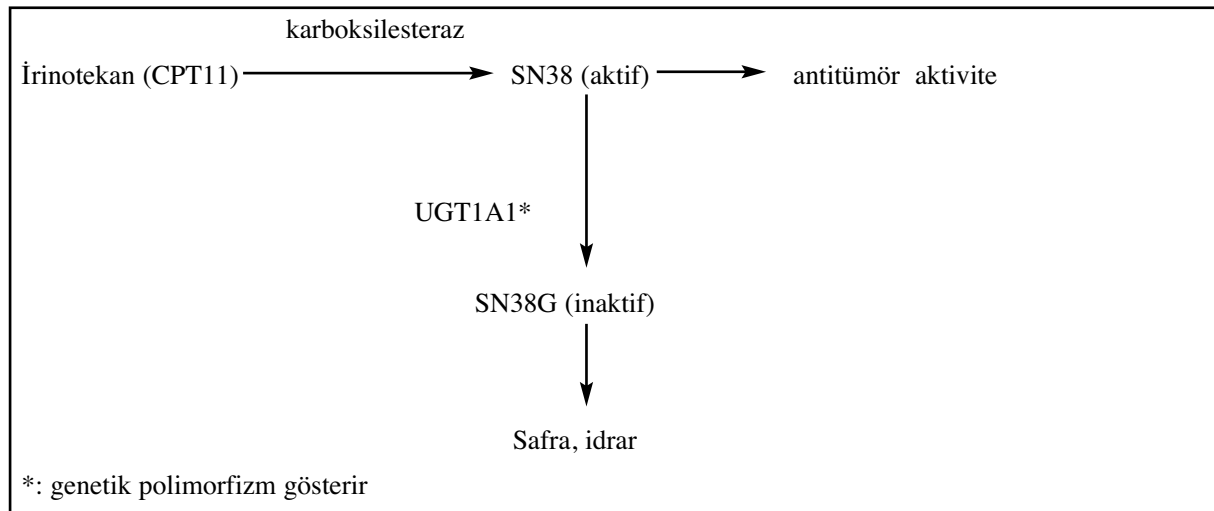 karboksilesteraz
İrinotekan (CPT11) SN38 (aktif) antitümör aktivite
UGT1A1*
SN38G (inaktif)
Safra, idrar
*: genetik polimorfizm gösterir